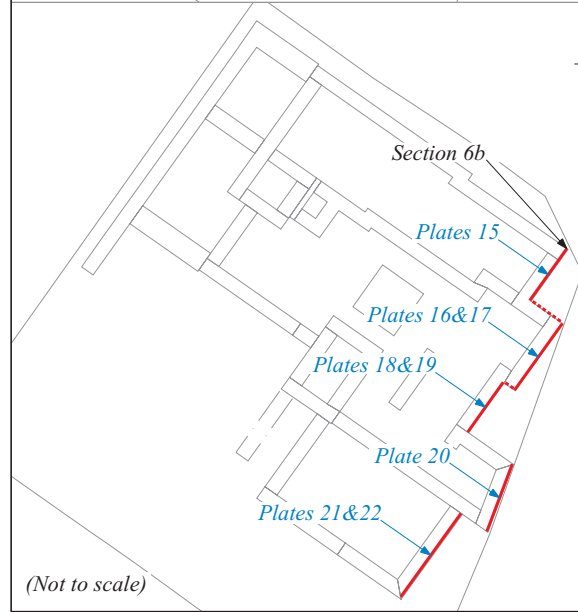 Section 6b
Plates 15
Plates 16&17
Plates 18&19
Plate 20
Plates 21&22
(Not to scale)